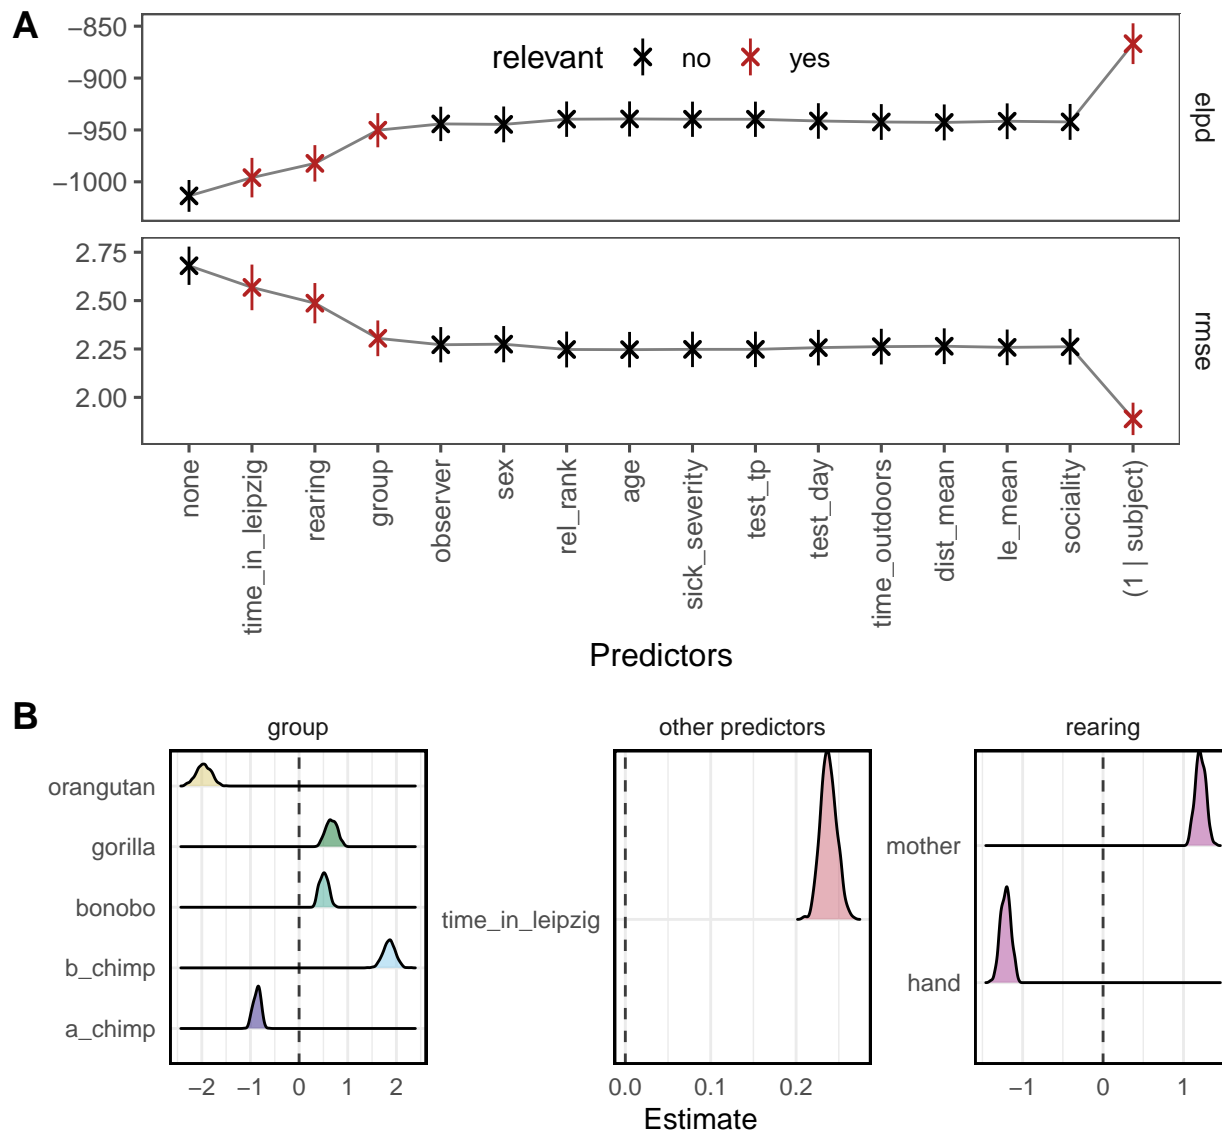 A
relevant no yes
−850
−900
−950
−1000
elpd
2.75
2.50
2.25
2.00
rmse
none
time_in_leipzig
rearing
group
observer
sex
rel_rank
age
sick_severity
test_tp
test_day
time_outdoors
dist_mean
le_mean
sociality
(1 | subject)
Predictors
B
group
orangutan
gorilla
bonobo
b_chimp
a_chimp
−2 −1 0 1 2
other predictors
time_in_leipzig
0.0 0.1 0.2
rearing
mother
hand
−1 0 1
Estimate